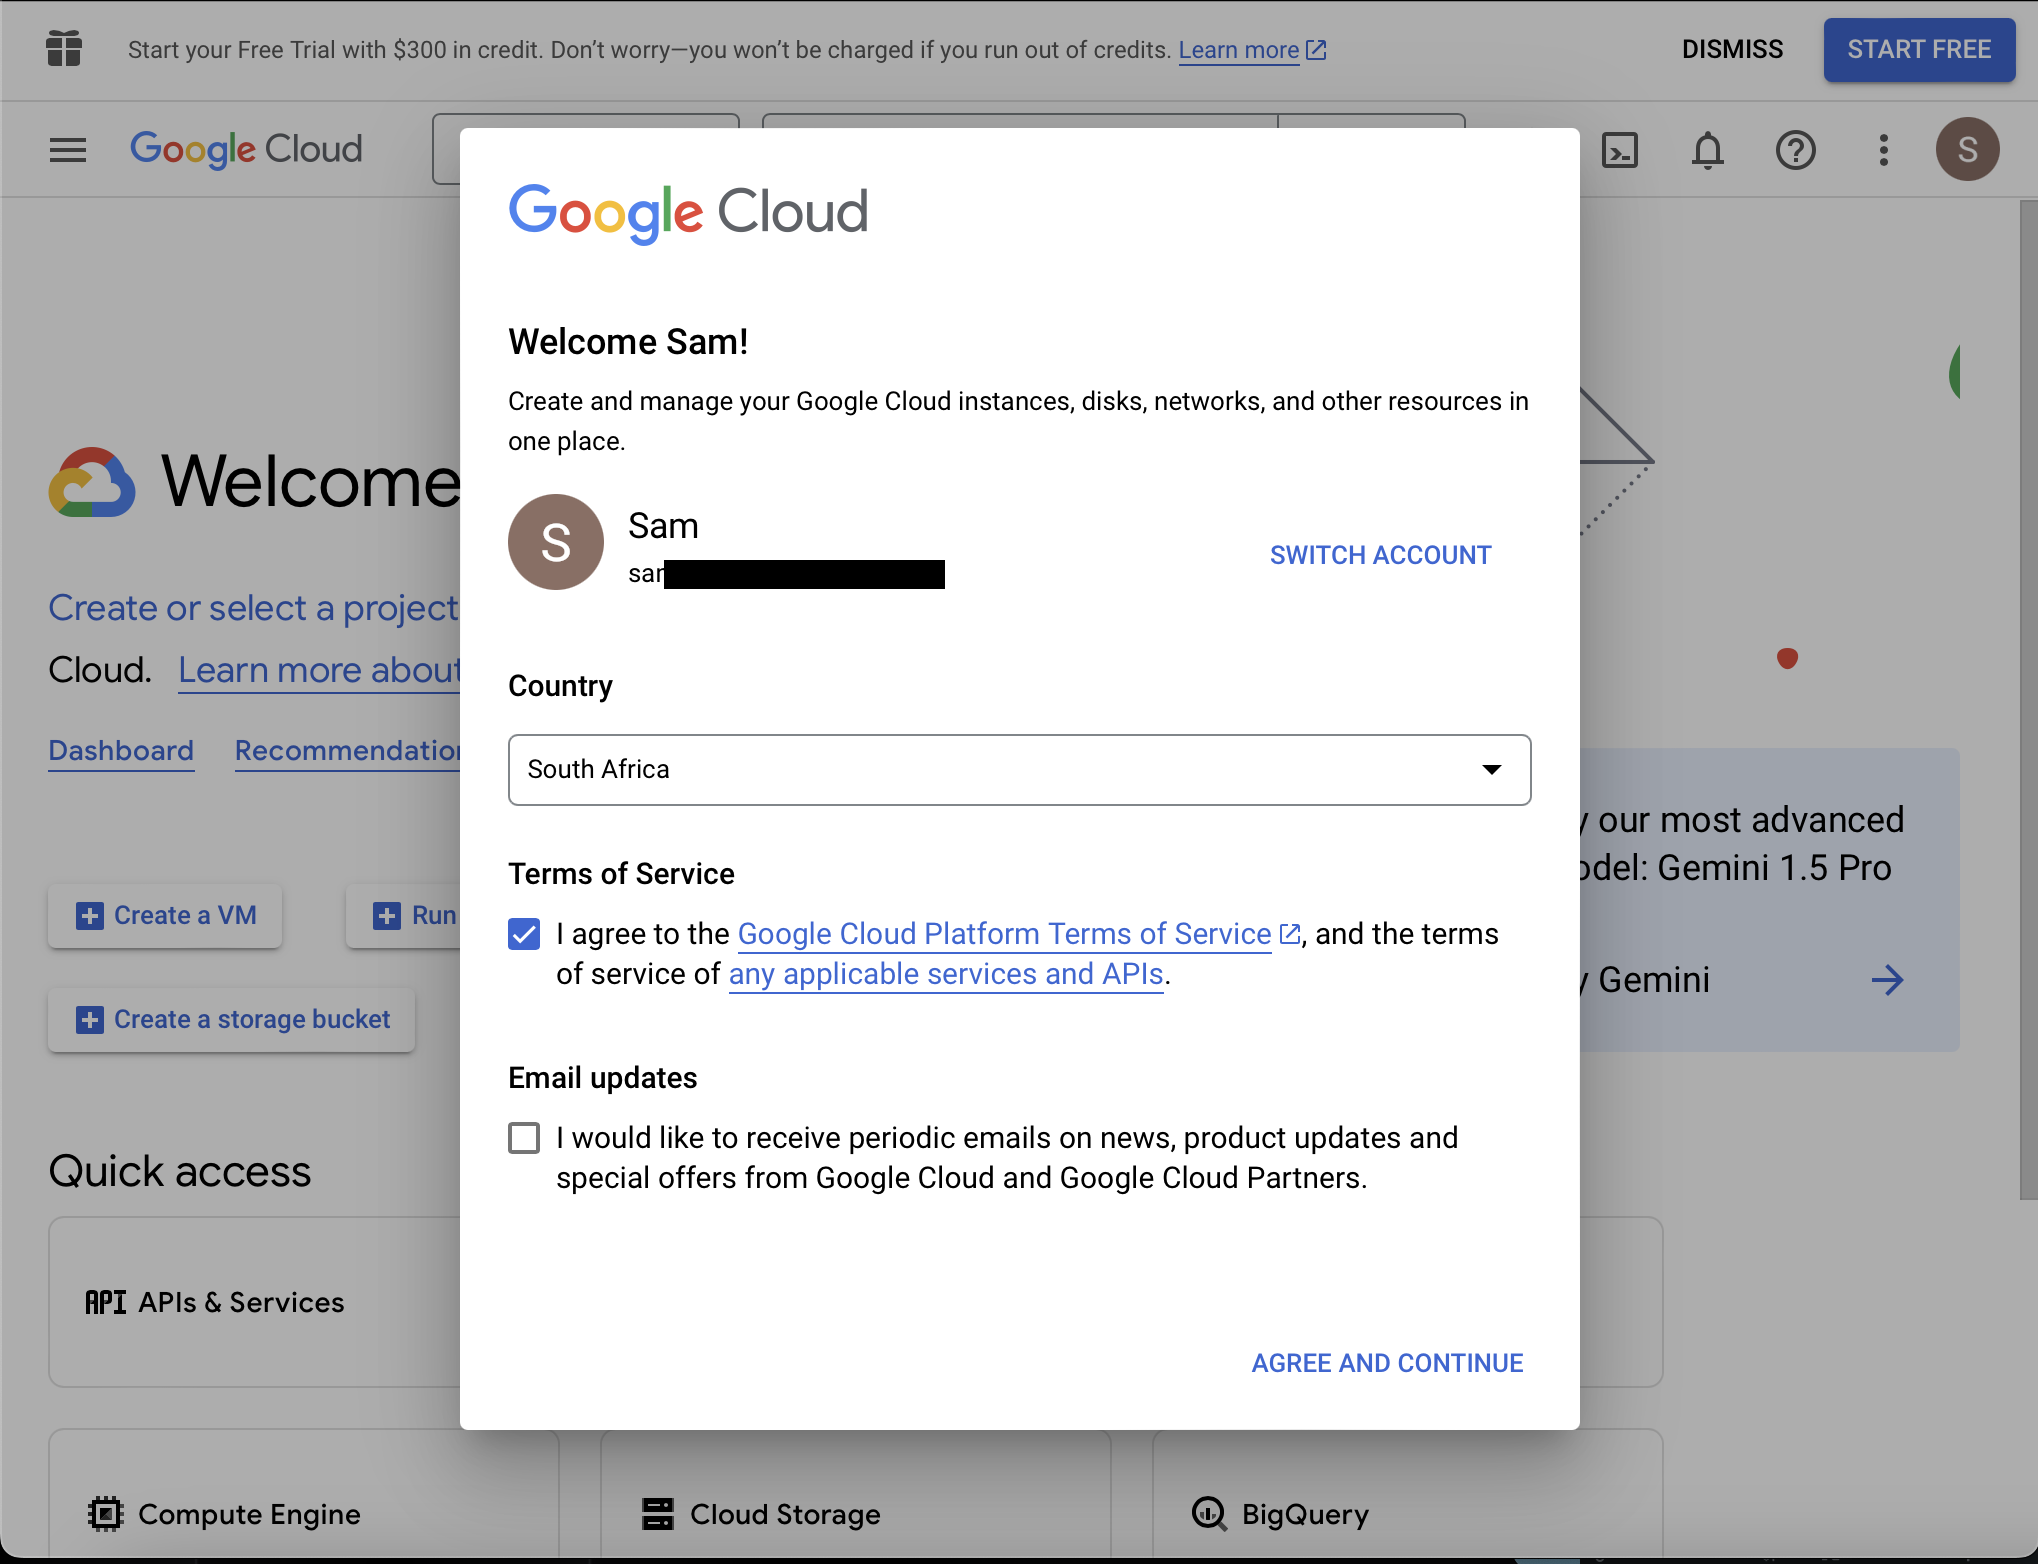 Start your Free Trial with $300 in credit. Don’t worry—you won’t be charged if you run out of credits. Learn more
DISMISS
START FREE
Google Cloud
S
Google Cloud
Welcome Sam!
Create and manage your Google Cloud instances, disks, networks, and other resources in
one place.
S
Sam
SWITCH ACCOUNT
Country
South Africa
Terms of Service
I agree to the Google Cloud Platform Terms of Service, and the terms
of service of any applicable services and APIs.
Email updates
I would like to receive periodic emails on news, product updates and
special offers from Google Cloud and Google Cloud Partners.
AGREE AND CONTINUE
Welcome
Create or select a project
Cloud. Learn more about
Dashboard
Create a VM
Run
Create a storage bucket
our most advanced
Gemini 1.5 Pro
Gemini
Quick access
API APIs & Services
Compute Engine
Cloud Storage
BigQuery